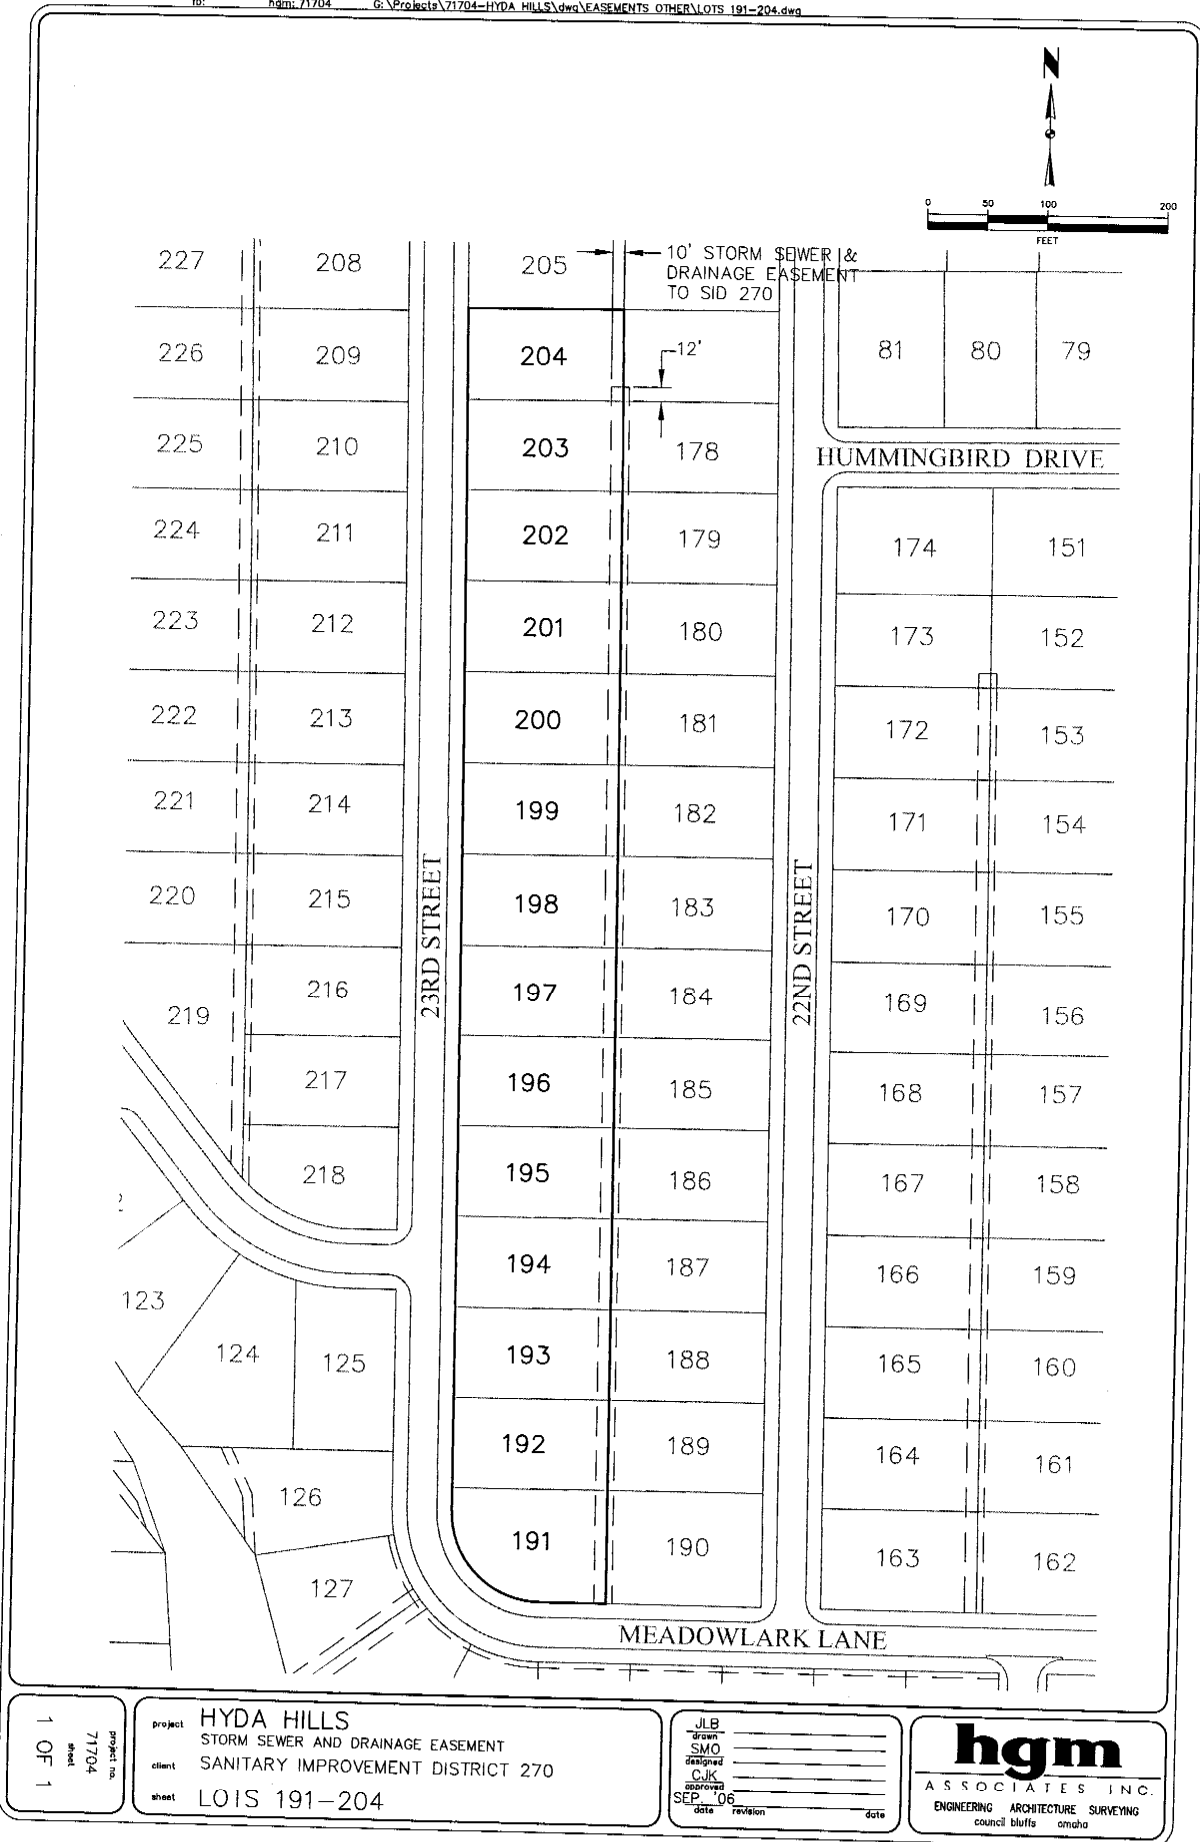 fb: hgm: 71704 G:\Projects\71704-HYDA HILLS\dwg\EASEMENTS OTHER\LOTS 191-204.dwg
N
0 50 100 200
FEET
10' STORM SEWER &
DRAINAGE EASEMENT
TO SID 270
227 208 205
226 209 204 12' 81 80 79
225 210 203 178
HUMMINGBIRD DRIVE
224 211 202 179 174 151
223 212 201 180 173 152
222 213 200 181 172 153
221 214 199 182 171 154
220 215 198 183 170 155
23RD STREET
22ND STREET
219 216 197 184 169 156
217 196 185 168 157
218 195 186 167 158
2
123 194 187 166 159
124 125 193 188 165 160
126 192 189 164 161
127 191 190 163 162
MEADOWLARK LANE
project no.
71704
sheet
1 OF 1
project HYDA HILLS
STORM SEWER AND DRAINAGE EASEMENT
client SANITARY IMPROVEMENT DISTRICT 270
sheet LOIS 191-204
JLB
drawn
SMO
designed
CJK
approved
SEP. '06
date revision date
hgm
ASSOCIATES INC.
ENGINEERING ARCHITECTURE SURVEYING
council bluffs omaha